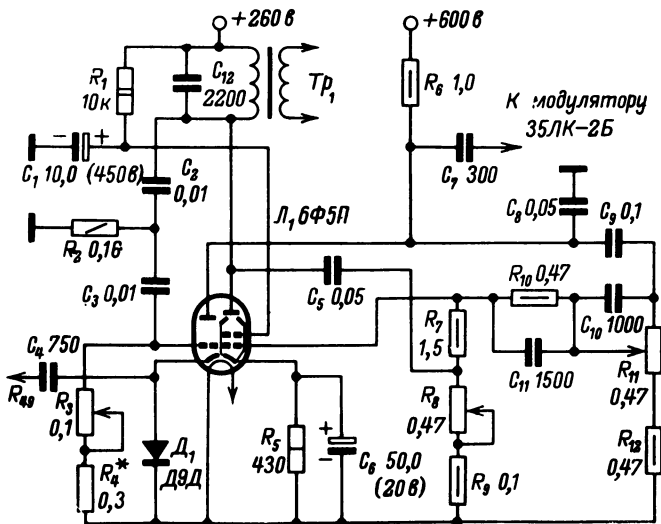 +260 в
+600 в
R₁
10к
C₁₂
2200
Тр₁
R₆ 1,0
К модулятору
35ЛК-2Б
C₁ 10,0 (450в)
C₂
0,01
C₇ 300
C₈ 0,05
C₉ 0,1
Л₁ 6Ф5П
R₂ 0,16
C₃ 0,01
C₅ 0,05
R₁₀ 0,47
C₁₀ 1000
C₄ 750
R₄₉
R₇
1,5
C₁₁ 1500
R₁₁
0,47
R₃
0,1
R₈
0,47
Д₁
Д9Д
R₅
430
C₆ 50,0
(20в)
R₄*
0,3
R₉ 0,1
R₁₂
0,47